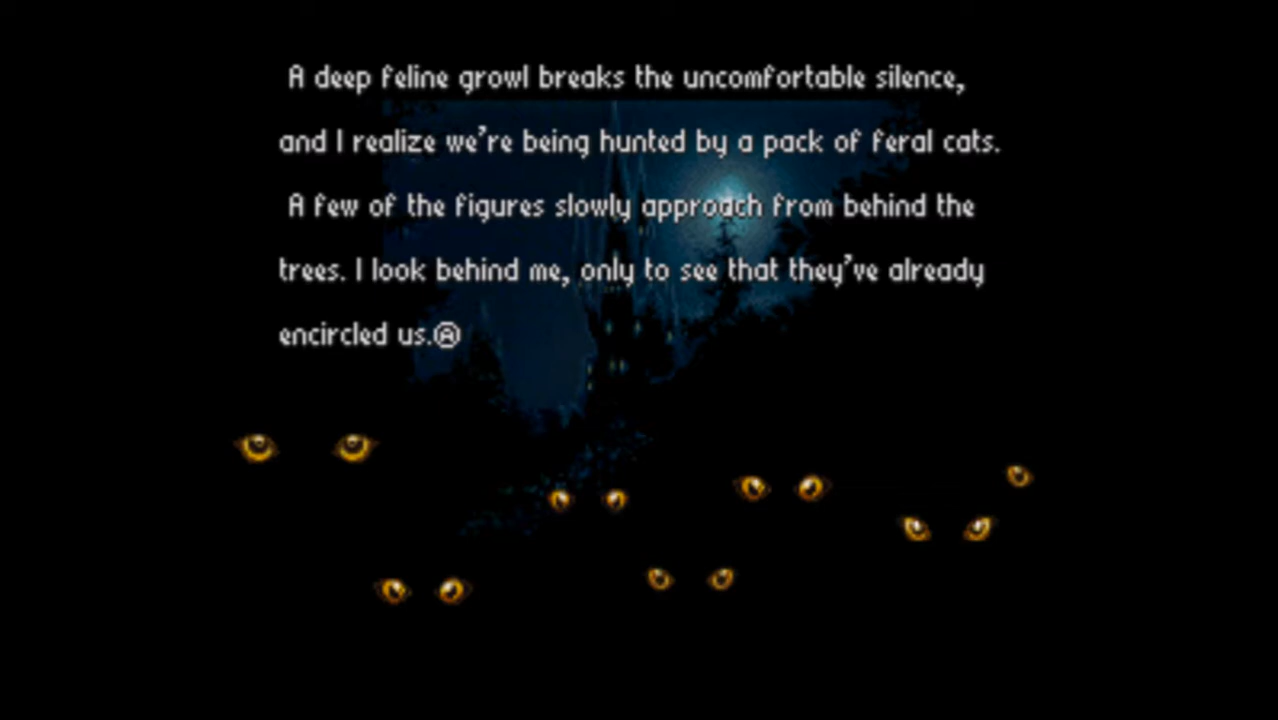 A deep feline growl breaks the uncomfortable silence,
and I realize we're being hunted by a pack of feral cats.
A few of the figures slowly approach from behind the
trees. I look behind me, only to see that they've already
encircled us.Ⓐ